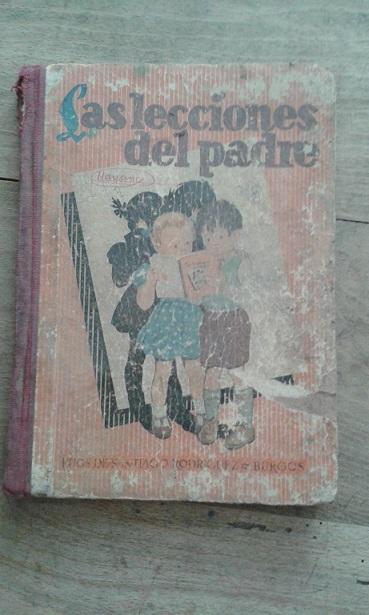 Las lecciones
del padre
HIJOS DE SANTIAGO RODRIGUEZ BURGOS